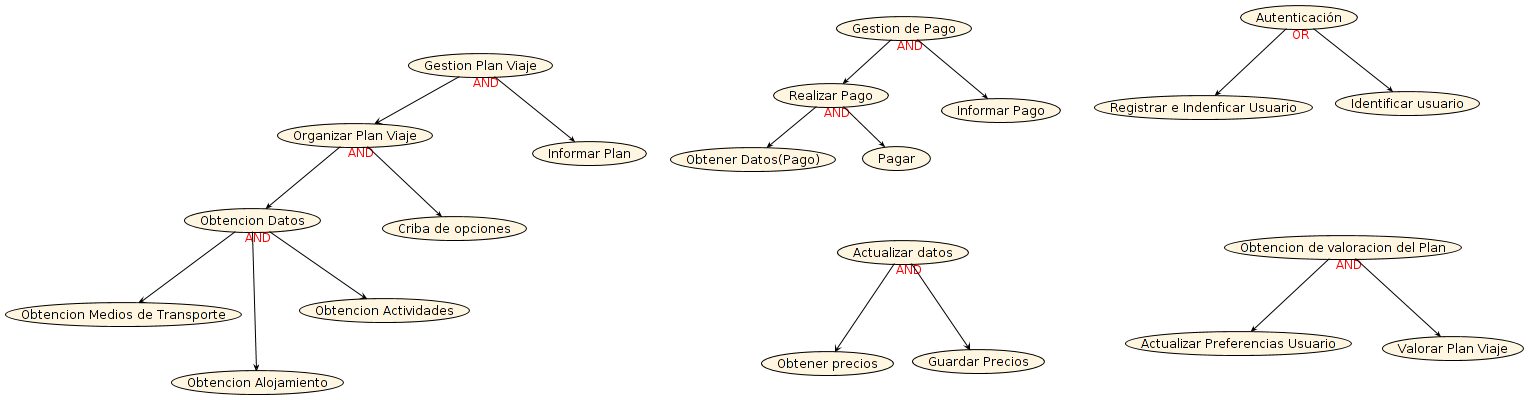 Gestion Plan Viaje
AND
Organizar Plan Viaje
AND
Informar Plan
Obtencion Datos
AND
Criba de opciones
Obtencion Medios de Transporte
Obtencion Actividades
Obtencion Alojamiento
Gestion de Pago
AND
Realizar Pago
AND
Informar Pago
Obtener Datos(Pago)
Pagar
Autenticación
OR
Registrar e Indenficar Usuario
Identificar usuario
Actualizar datos
AND
Obtener precios
Guardar Precios
Obtencion de valoracion del Plan
AND
Actualizar Preferencias Usuario
Valorar Plan Viaje